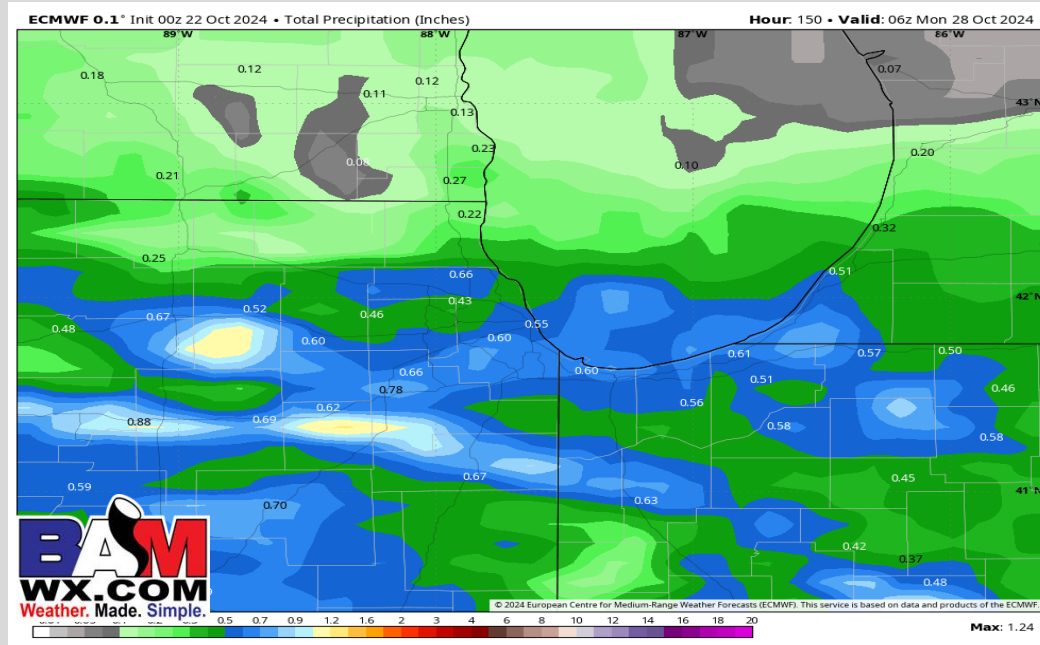 ECMWF 0.1° Init 00z 22 Oct 2024 • Total Precipitation (Inches) Hour: 150 • Valid: 06z Mon 28 Oct 2024
89°W 88°W 87°W 86°W
0.18 0.12 0.12 0.07
0.11 43°N
0.13
0.23 0.20
0.08 0.10
0.21 0.27
0.22 0.32
0.25
0.66 0.51
0.43 42°N
0.67 0.52 0.46
0.48 0.55
0.60 0.60
0.61 0.57 0.50
0.66 0.60
0.78 0.51 0.46
0.62 0.56
0.88 0.69 0.58
0.58
0.67 0.45
0.59 41°N
0.70 0.63
0.42
0.37
0.48
BAM
WX.COM
Weather. Made. Simple.
© 2024 European Centre for Medium-Range Weather Forecasts (ECMWF). This service is based on data and products of the ECMWF.
0.5 0.7 0.9 1.2 1.6 2 3 4 6 8 10 12 14 16 18 20
Max: 1.24